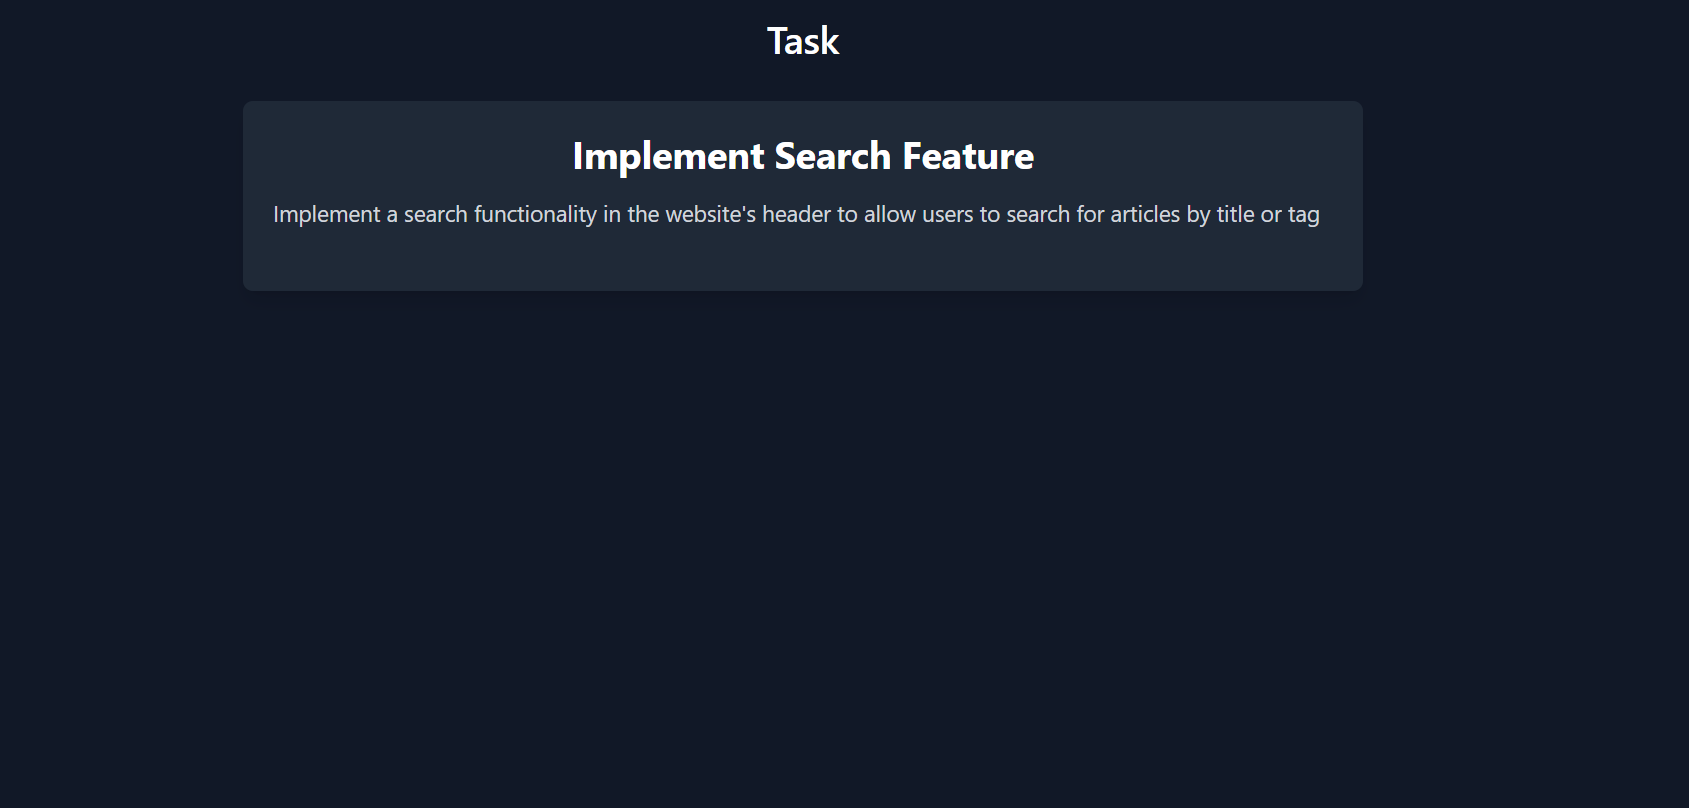 Task
Implement Search Feature
Implement a search functionality in the website's header to allow users to search for articles by title or tag